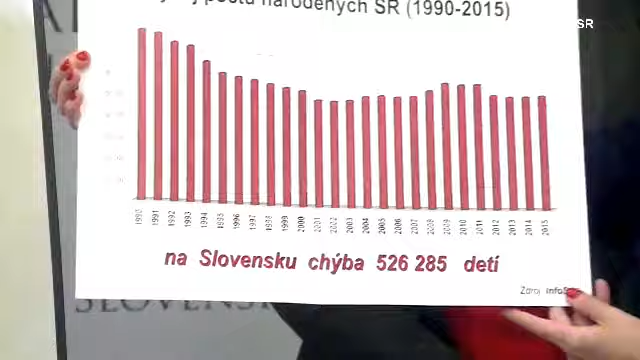 počtu narodených SR (1990-2015)
SR
1990 1991 1992 1993 1994 1995 1996 1997 1998 1999 2000 2001 2002 2003 2004 2005 2006 2007 2008 2009 2010 2011 2012 2013 2014 2015
na Slovensku chýba 526 285 detí
Zdroj
SLOVENS